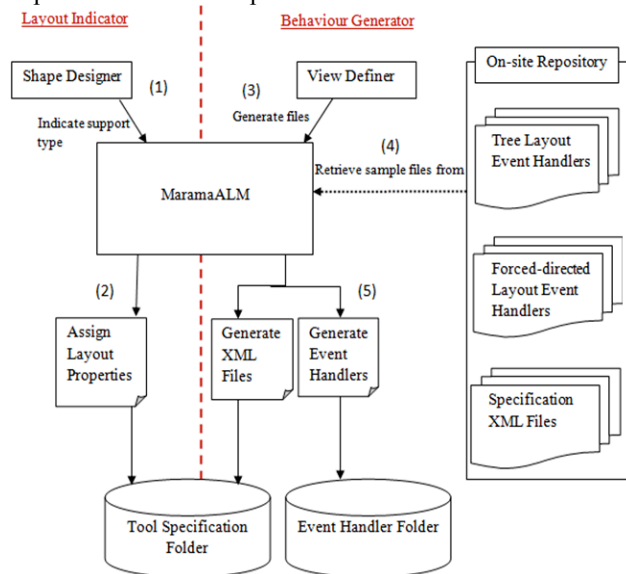 Layout Indicator
Behaviour Generator
Shape Designer
(1)
Indicate support
type
(3)
View Definer
Generate files
On-site Repository
(4)
Retrieve sample files from
MaramaALM
Tree Layout
Event Handlers
Forced-directed
Layout Event
Handlers
Specification
XML Files
(2)
(5)
Assign
Layout
Properties
Generate
XML
Files
Generate
Event
Handlers
Tool Specification
Folder
Event Handler Folder